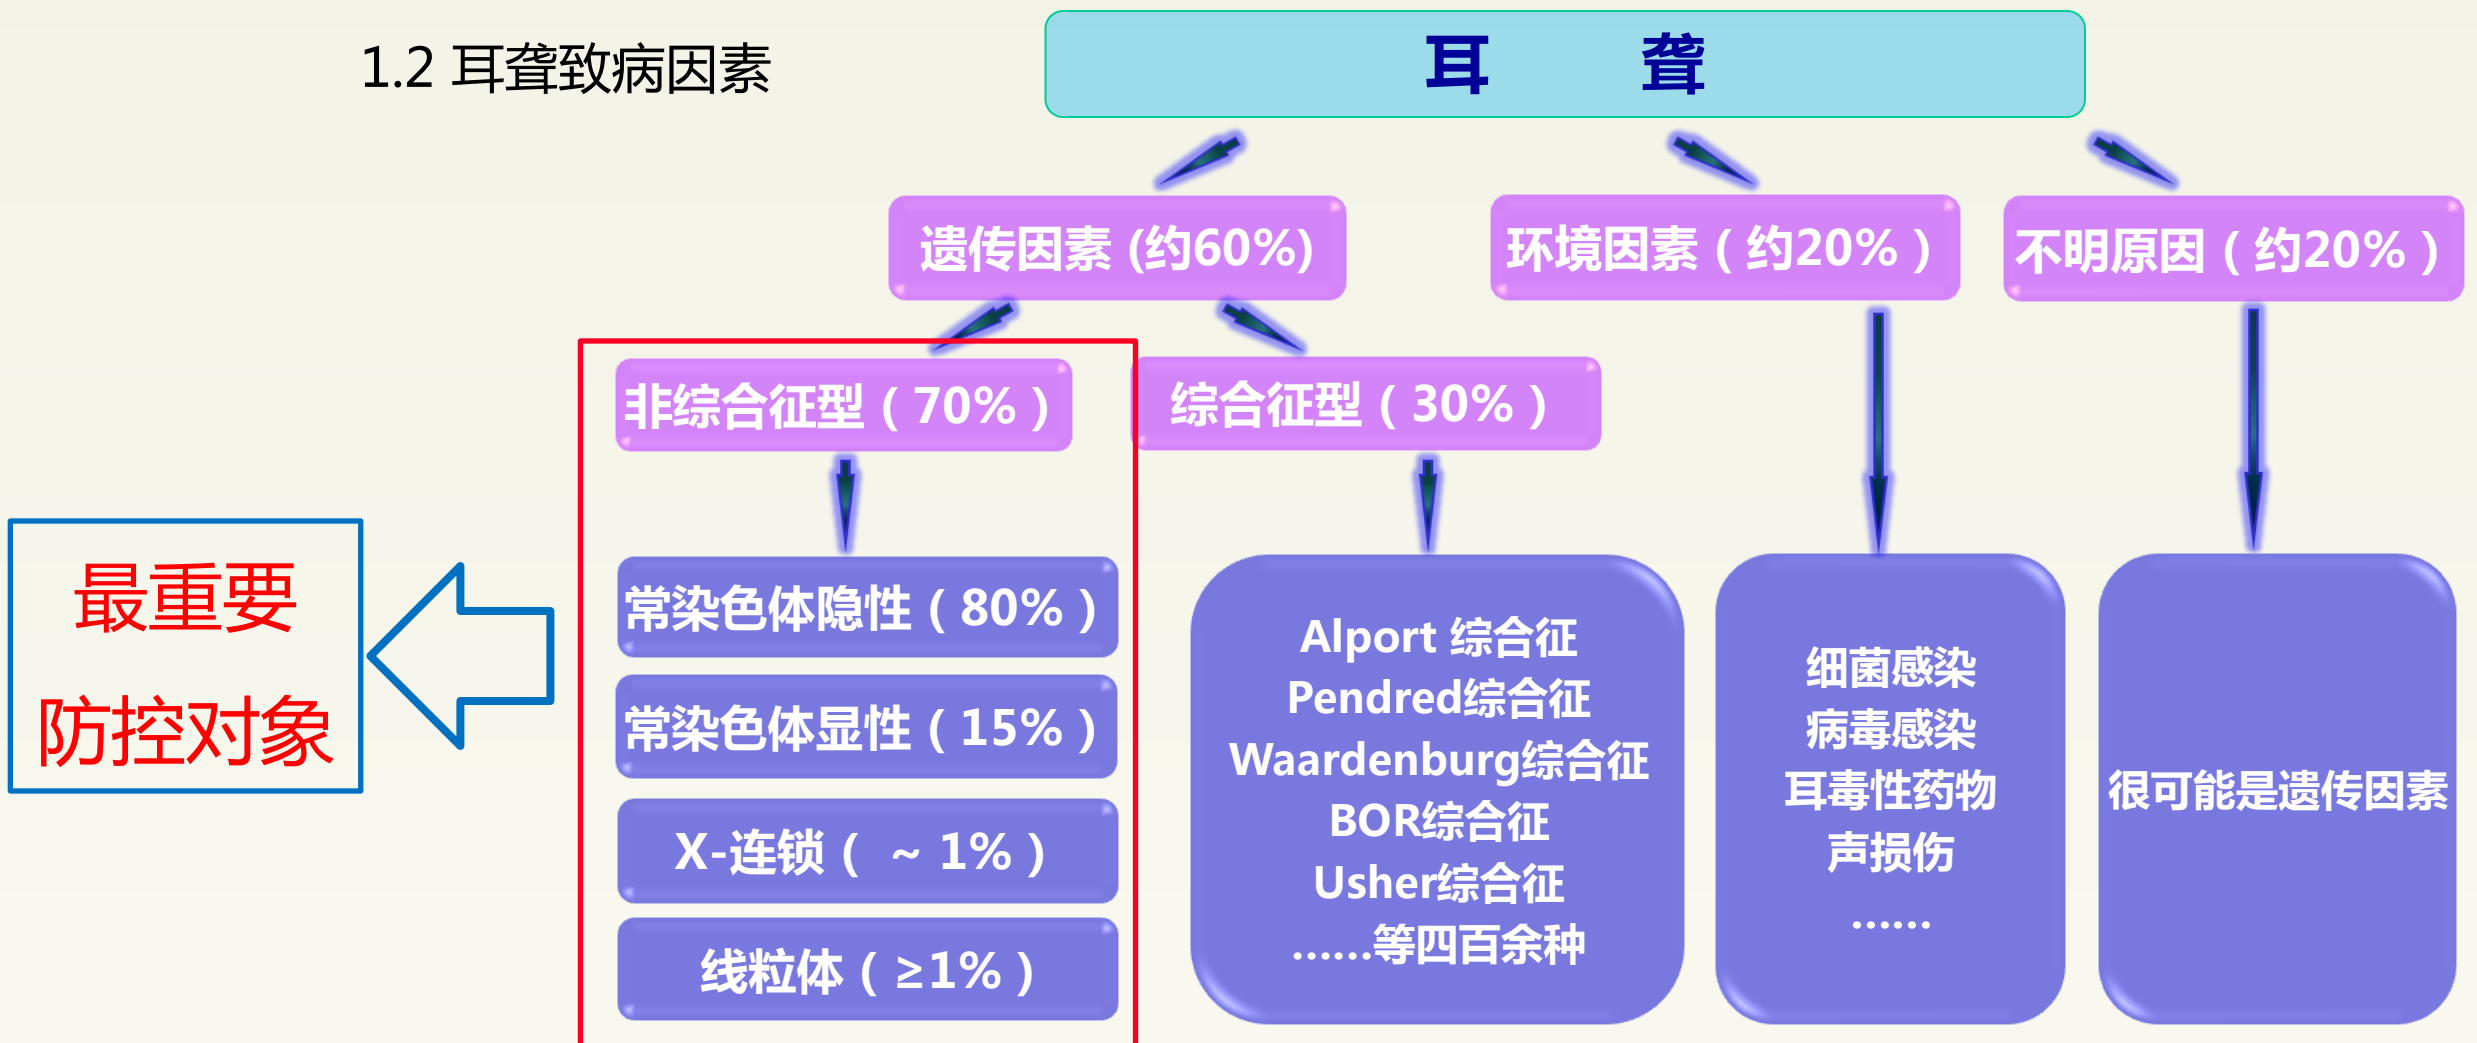 1.2 耳聋致病因素
耳 聋
遗传因素 (约60%)
环境因素（约20%）
不明原因（约20%）
非综合征型（70%）
综合征型（30%）
最重要
防控对象
常染色体隐性（80%）
常染色体显性（15%）
X-连锁（ ~ 1%）
线粒体（≥1%）
Alport 综合征
Pendred综合征
Waardenburg综合征
BOR综合征
Usher综合征
……等四百余种
细菌感染
病毒感染
耳毒性药物
声损伤
……
很可能是遗传因素